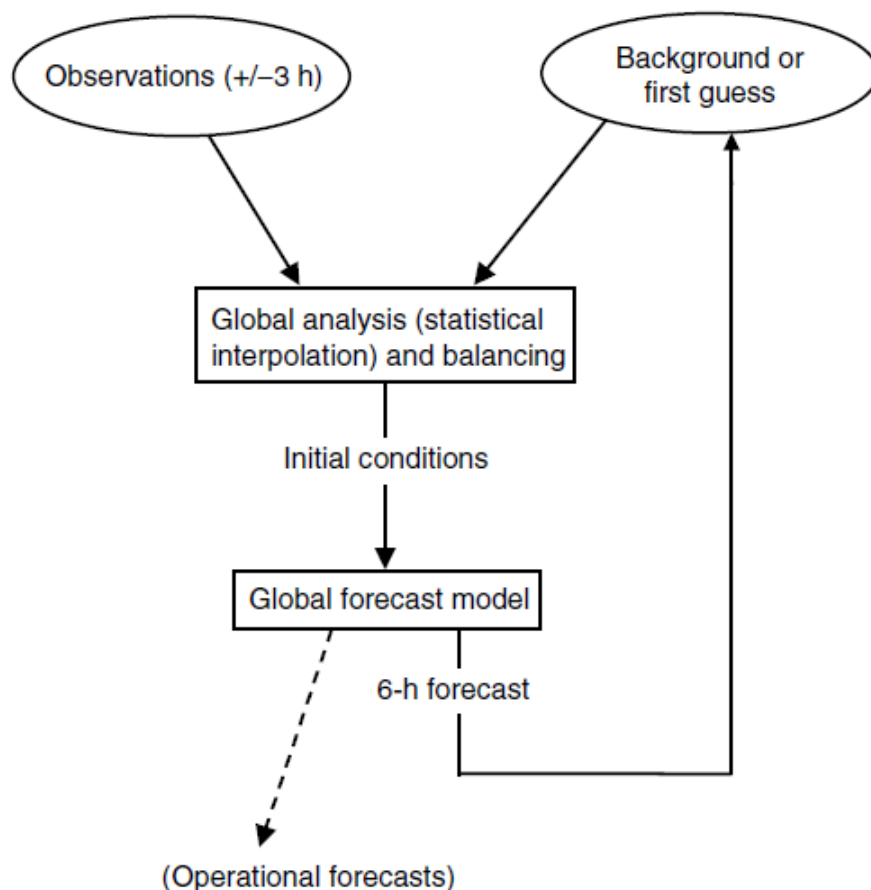 Observations (+/–3 h)
Background or
first guess
Global analysis (statistical
interpolation) and balancing
Initial conditions
Global forecast model
6-h forecast
(Operational forecasts)